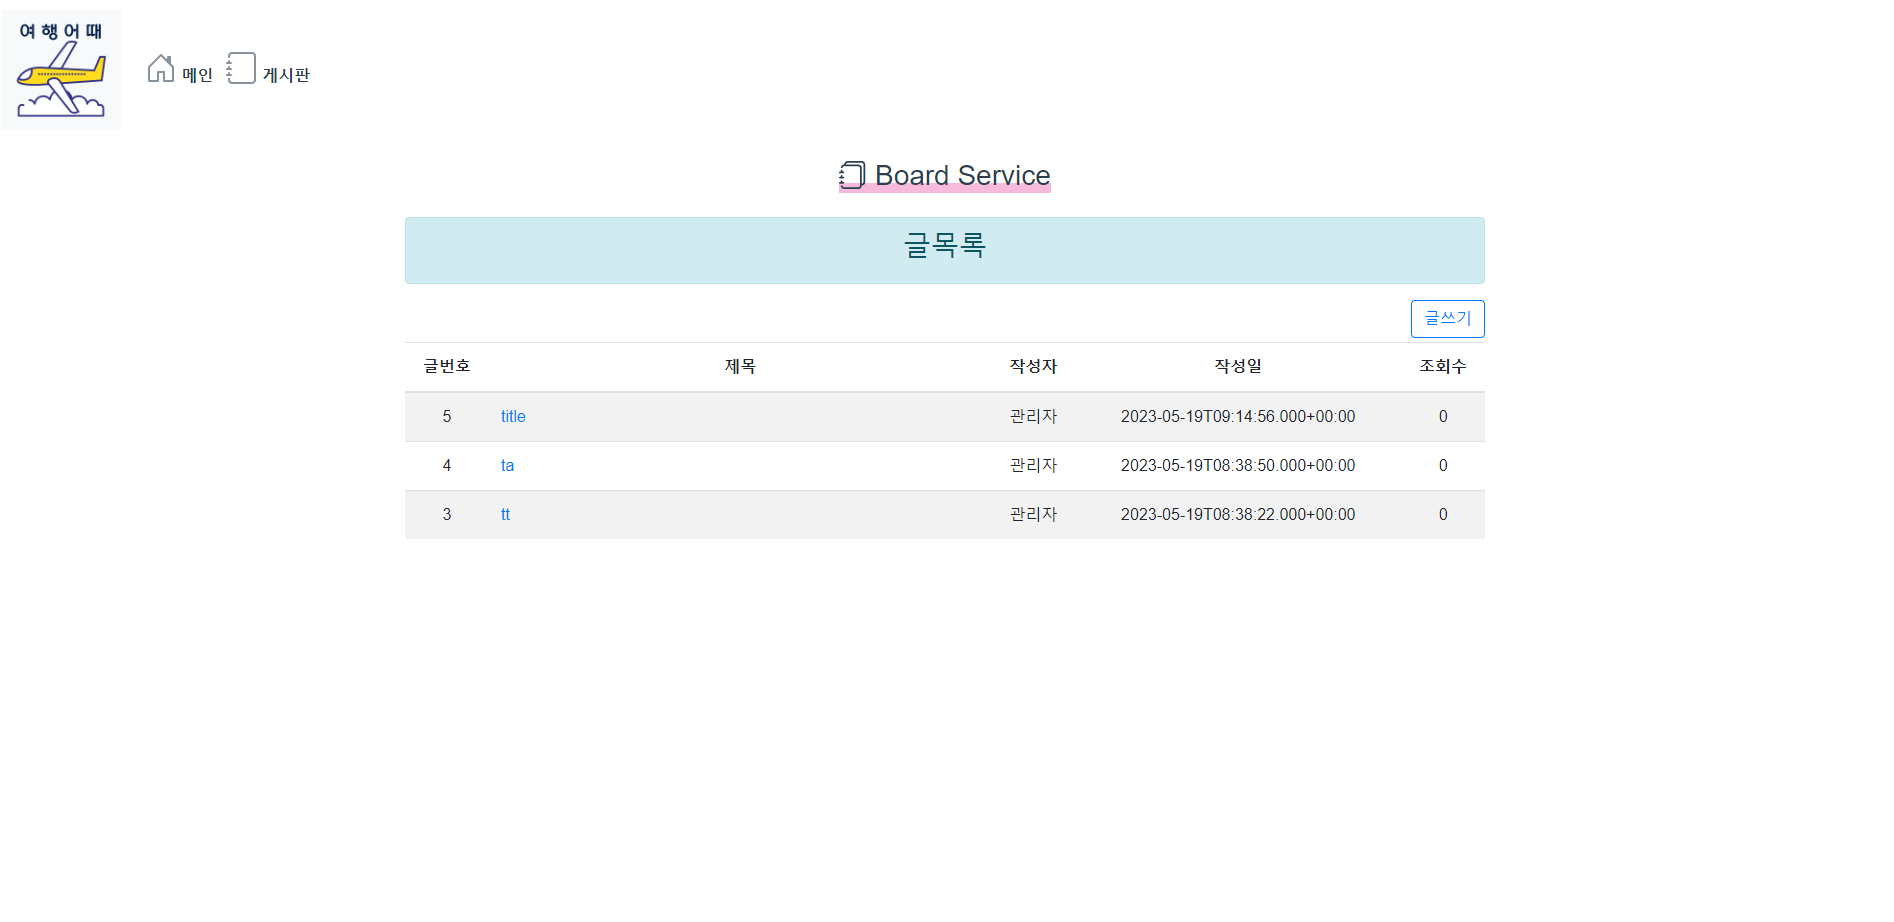 여행어때
메인 게시판
Board Service
글목록
글쓰기
글번호 제목 작성자 작성일 조회수
5 title 관리자 2023-05-19T09:14:56.000+00:00 0
4 ta 관리자 2023-05-19T08:38:50.000+00:00 0
3 tt 관리자 2023-05-19T08:38:22.000+00:00 0